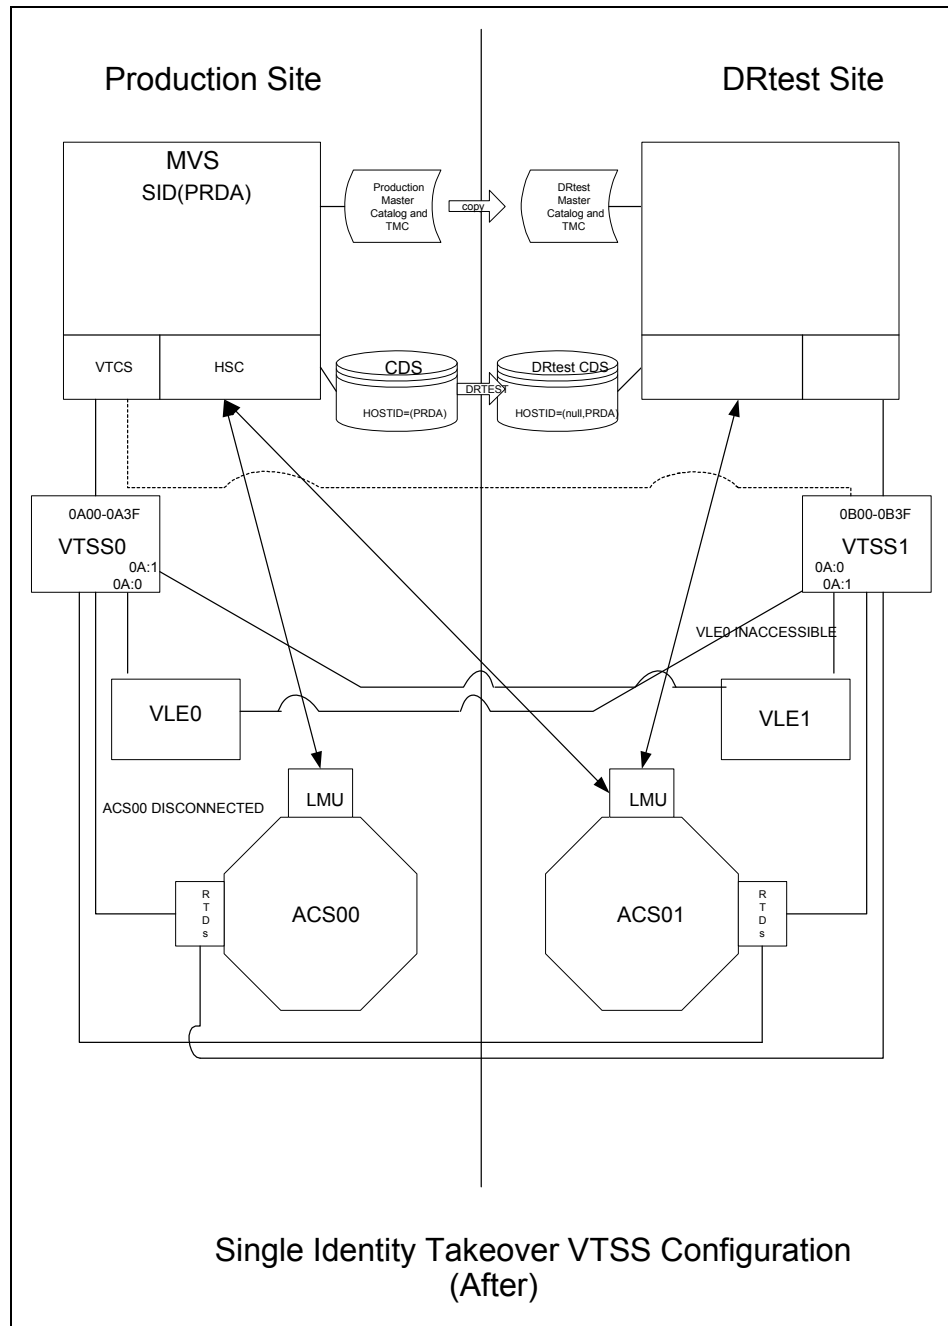 Production Site
DRtest Site
MVS
SID(PRDA)
Production
Master
Catalog and
TMC
copy
DRtest
Master
Catalog and
TMC
VTCS
HSC
CDS
HOSTID=(PRDA)
DRTEST
DRtest CDS
HOSTID=(null,PRDA)
0A00-0A3F
VTSS0
0A:1
0A:0
0B00-0B3F
VTSS1
0A:0
0A:1
VLE0 INACCESSIBLE
VLE0
VLE1
ACS00 DISCONNECTED
LMU
LMU
R
T
D
s
ACS00
ACS01
R
T
D
s
Single Identity Takeover VTSS Configuration
(After)